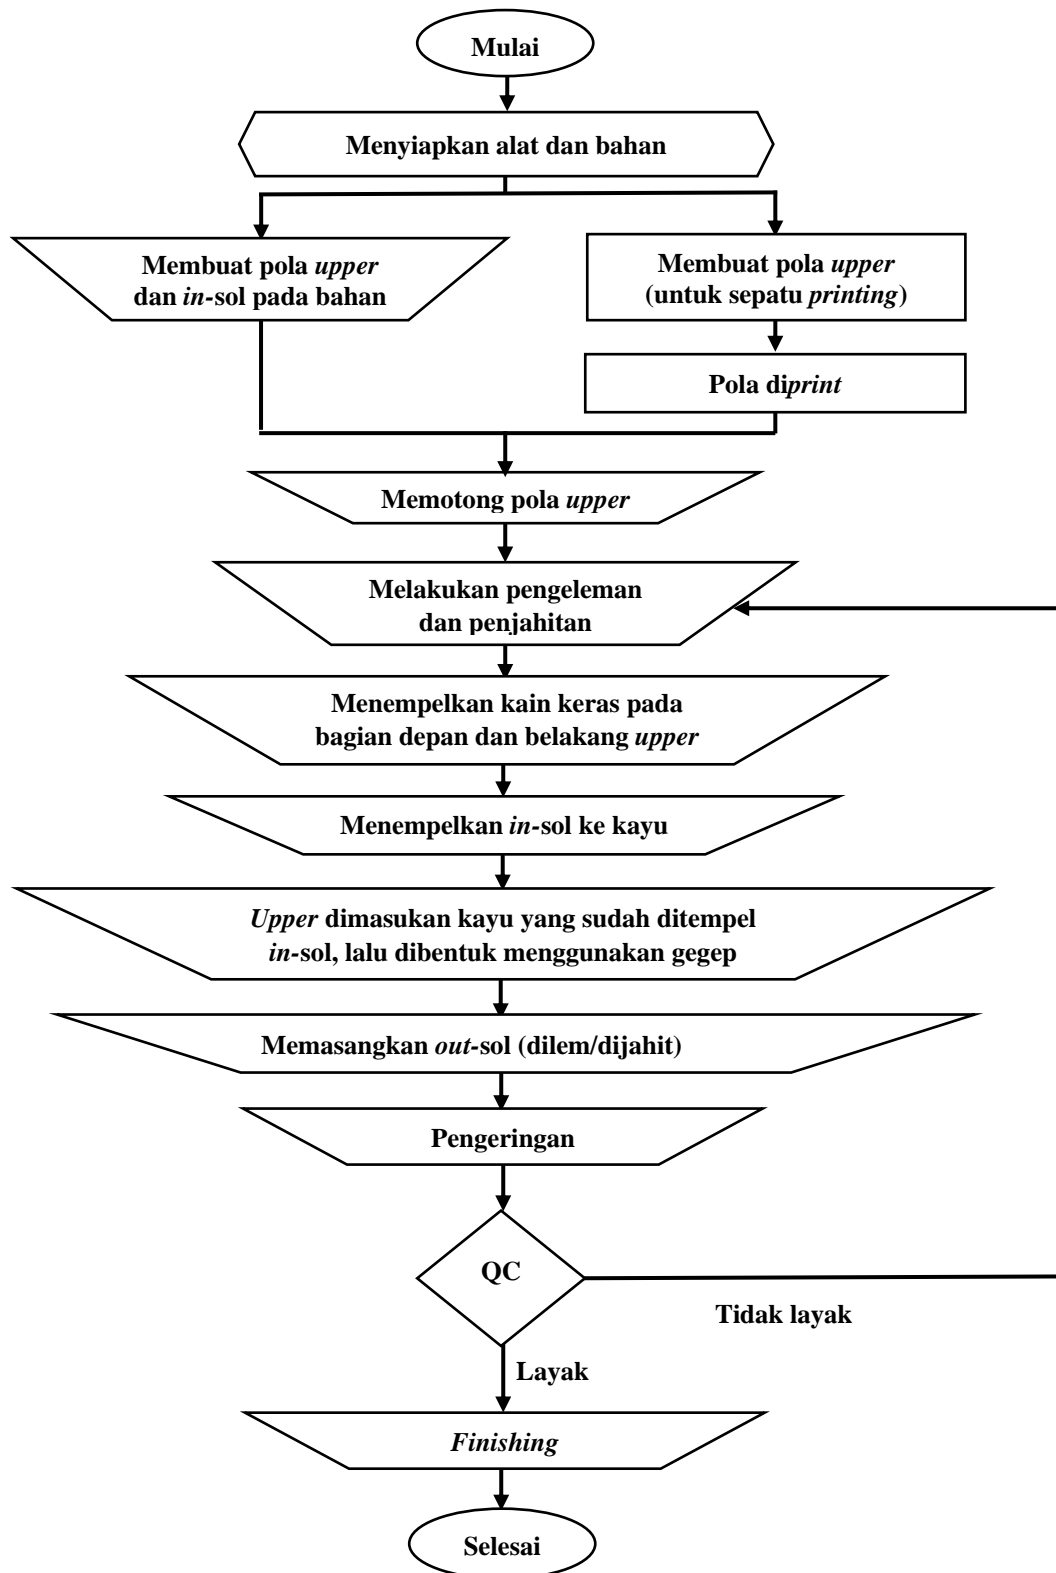 Mulai
Menyiapkan alat dan bahan
Membuat pola upper
dan in-sol pada bahan
Membuat pola upper
(untuk sepatu printing)
Pola diprint
Memotong pola upper
Melakukan pengeleman
dan penjahitan
Menempelkan kain keras pada
bagian depan dan belakang upper
Menempelkan in-sol ke kayu
Upper dimasukan kayu yang sudah ditempel
in-sol, lalu dibentuk menggunakan gegep
Memasangkan out-sol (dilem/dijahit)
Pengeringan
QC
Tidak layak
Layak
Finishing
Selesai